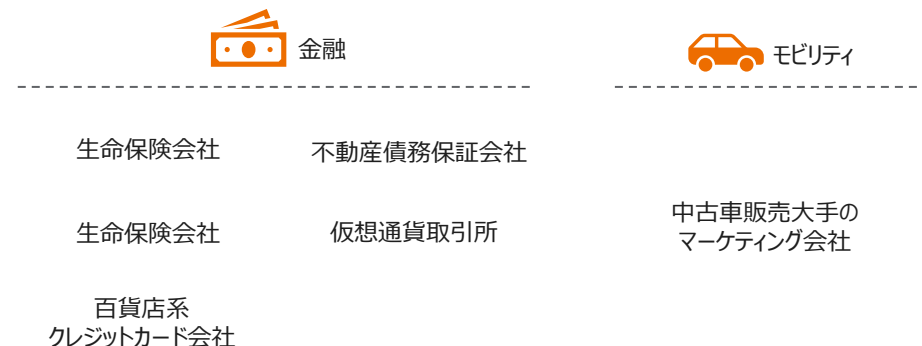 金融
モビリティ
生命保険会社
不動産債務保証会社
生命保険会社
仮想通貨取引所
百貨店系
クレジットカード会社
中古車販売大手の
マーケティング会社